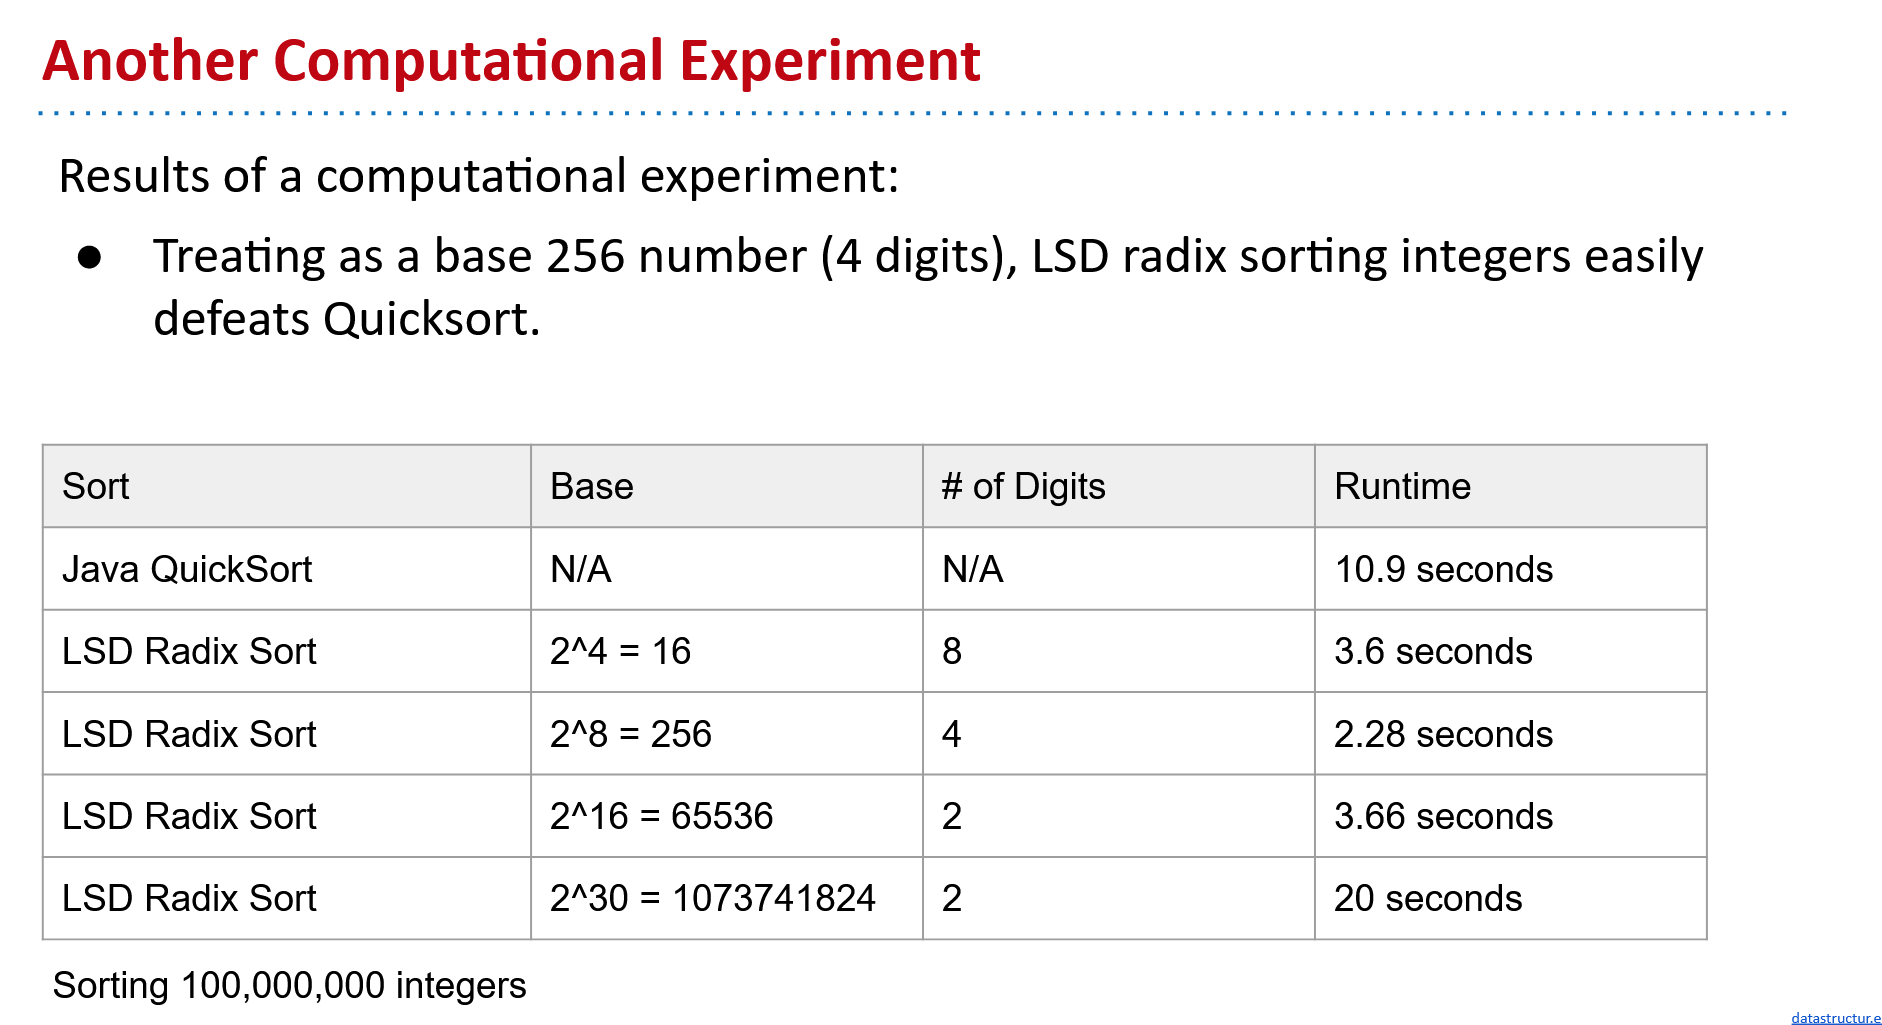 Another Computational Experiment
Results of a computational experiment:
● Treating as a base 256 number (4 digits), LSD radix sorting integers easily
defeats Quicksort.
Sort Base # of Digits Runtime
Java QuickSort N/A N/A 10.9 seconds
LSD Radix Sort 2^4 = 16 8 3.6 seconds
LSD Radix Sort 2^8 = 256 4 2.28 seconds
LSD Radix Sort 2^16 = 65536 2 3.66 seconds
LSD Radix Sort 2^30 = 1073741824 2 20 seconds
Sorting 100,000,000 integers
datastructur.e